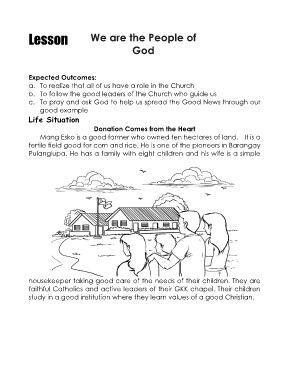 Lesson
We are the People of
God
Expected Outcomes:
a. To realize that all of us have a role in the Church
b. To follow the good leaders of the Church who guide us
c. To pray and ask God to help us spread the Good News through our
good example
Life Situation
Donation Comes from the Heart
Mang Esko is a good farmer who owned ten hectares of land. It is a
fertile field good for corn and rice. He is one of the pioneers in Barangay
Pulangiupa. He has a family with eight children and his wife is a simple
housekeeper taking good care of the needs of their children. They are
faithful Catholics and active leaders of their GKK chapel. Their children
study in a good institution where they learn values of a good Christian.